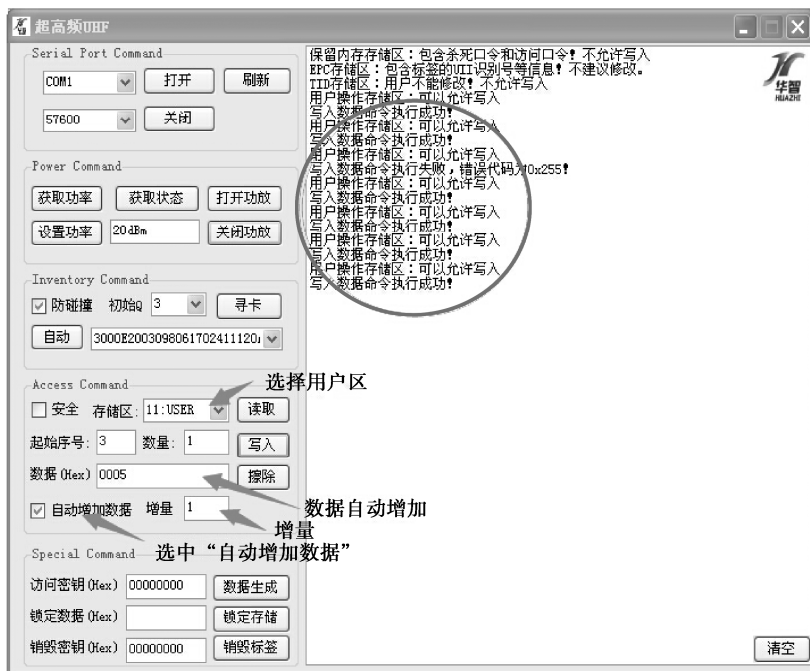 超高频UHF
Serial Port Command
COM1 打开 刷新
57600 关闭
Power Command
获取功率 获取状态 打开功放
设置功率 20dBm 关闭功放
Inventory Command
防碰撞 初始Q 3 寻卡
自动 3000E2003098061702411120
Access Command
选择用户区
安全 存储区: 11:USER 读取
起始序号: 3 数量: 1 写入
数据(Hex) 0005 擦除
自动增加数据 增量 1
数据自动增加
增量
选中“自动增加数据”
Special Command
访问密钥(Hex) 00000000 数据生成
锁定数据(Hex) 锁定存储
销毁密钥(Hex) 00000000 销毁标签
保留内存存储区：包含杀死口令和访问口令! 不允许写入
EPC存储区：包含标签的UII识别号等信息! 不建议修改。
TID存储区：用户不能修改! 不允许写入
用户操作存储区：可以允许写入
写入数据命令执行成功!
用户操作存储区：可以允许写入
写入数据命令执行成功!
用户操作存储区：可以允许写入
写入数据命令执行失败，错误代码为0x255!
用户操作存储区：可以允许写入
写入数据命令执行成功!
用户操作存储区：可以允许写入
写入数据命令执行成功!
用户操作存储区：可以允许写入
写入数据命令执行成功!
用户操作存储区：可以允许写入
写入数据命令执行成功!
华智
HUAZHI
清空